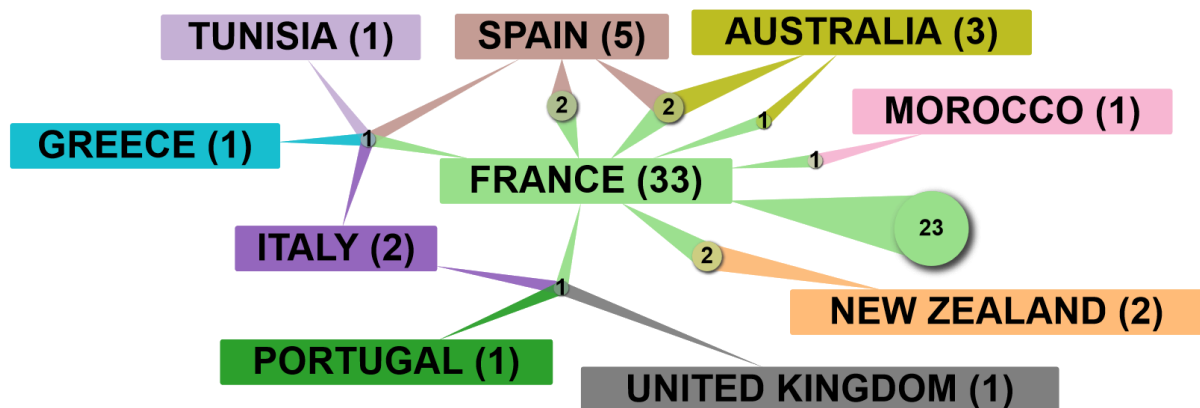 TUNISIA (1)
SPAIN (5)
AUSTRALIA (3)
2
2
1
MOROCCO (1)
GREECE (1)
1
1
FRANCE (33)
23
ITALY (2)
2
1
NEW ZEALAND (2)
PORTUGAL (1)
UNITED KINGDOM (1)